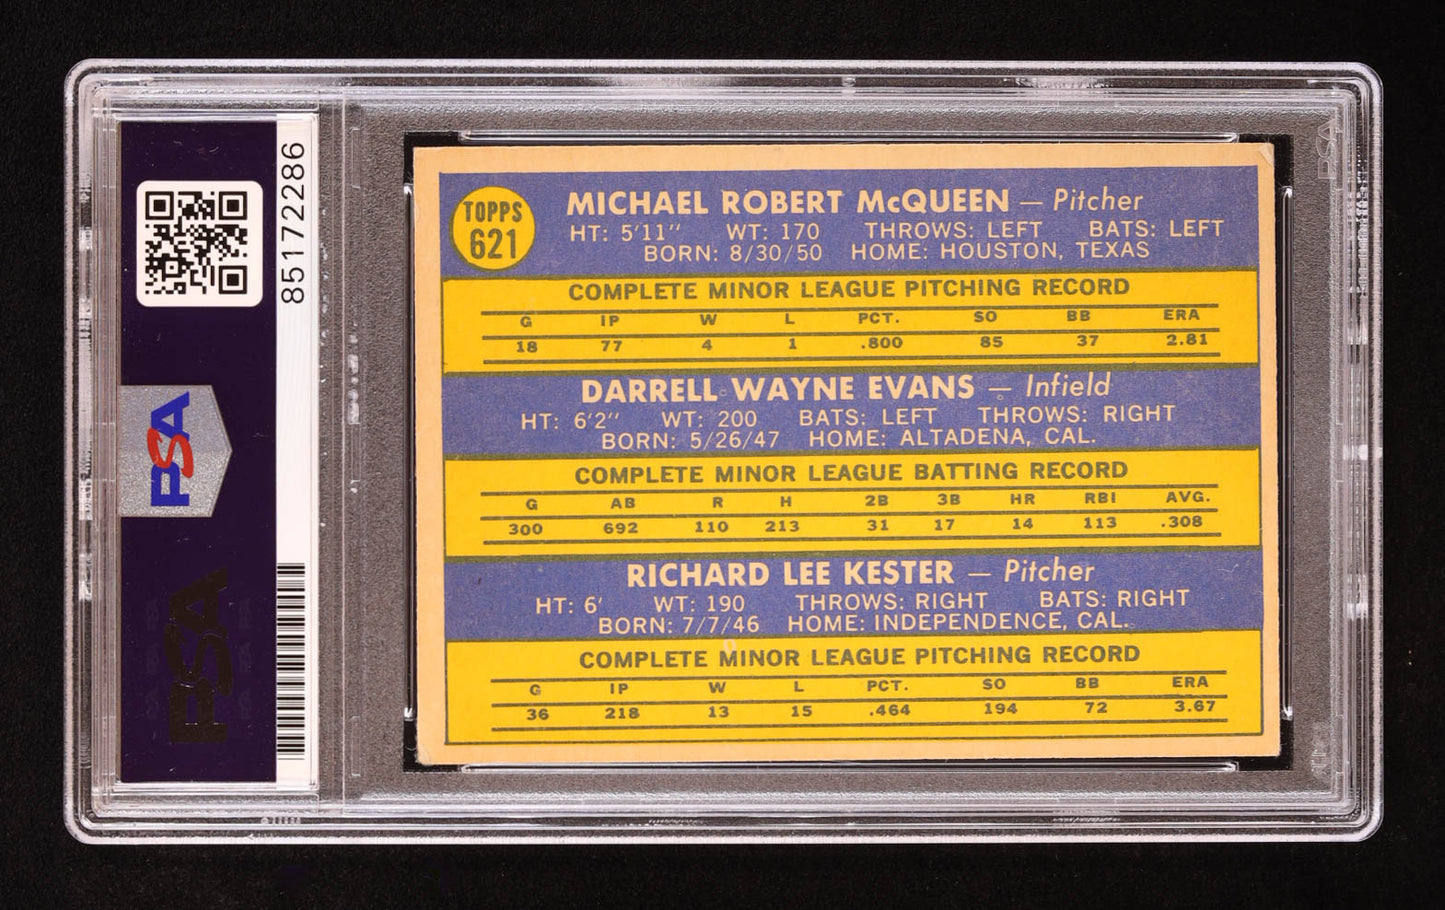 85172286
PSA
PSA
TOPPS
621
MICHAEL ROBERT McQUEEN — Pitcher
HT: 5'11" WT: 170 THROWS: LEFT BATS: LEFT
BORN: 8/30/50 HOME: HOUSTON, TEXAS
COMPLETE MINOR LEAGUE PITCHING RECORD
G IP W L PCT. SO BB ERA
18 77 4 1 .800 85 37 2.81
DARRELL WAYNE EVANS — Infield
HT: 6'2" WT: 200 BATS: LEFT THROWS: RIGHT
BORN: 5/26/47 HOME: ALTADENA, CAL.
COMPLETE MINOR LEAGUE BATTING RECORD
G AB R H 2B 3B HR RBI AVG.
300 692 110 213 31 17 14 113 .308
RICHARD LEE KESTER — Pitcher
HT: 6' WT: 190 THROWS: RIGHT BATS: RIGHT
BORN: 7/7/46 HOME: INDEPENDENCE, CAL.
COMPLETE MINOR LEAGUE PITCHING RECORD
G IP W L PCT. SO BB ERA
36 218 13 15 .464 194 72 3.67
PSA